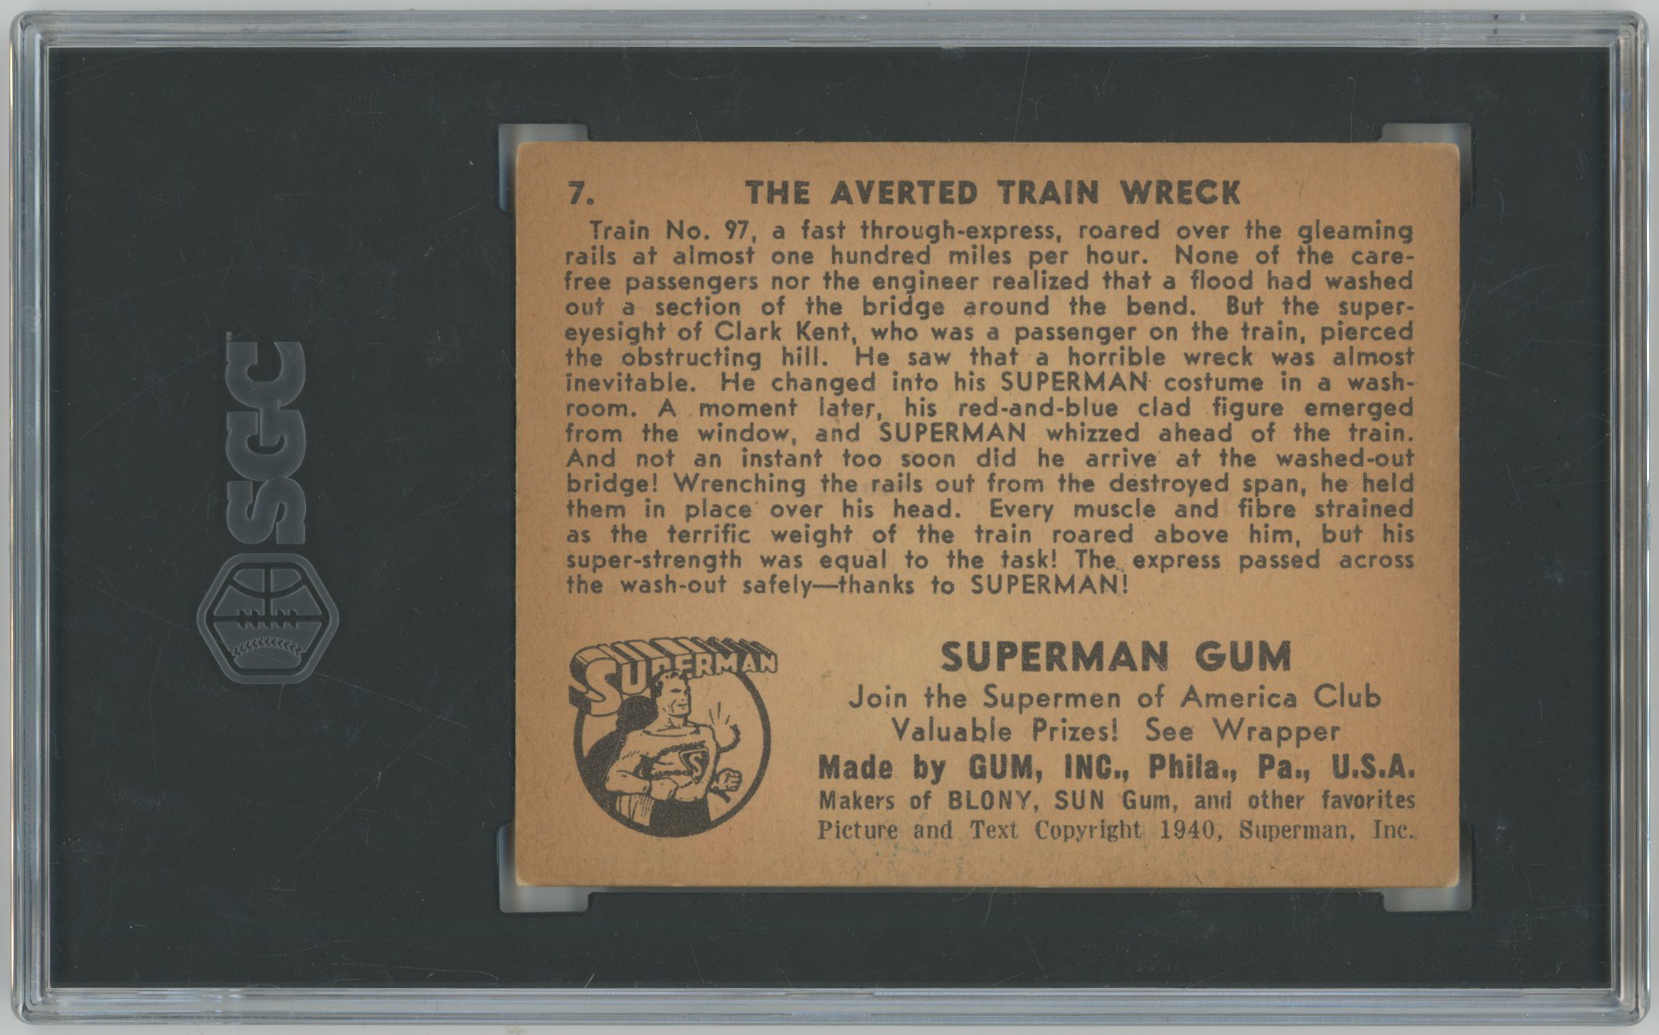 7. THE AVERTED TRAIN WRECK
Train No. 97, a fast through-express, roared over the gleaming
rails at almost one hundred miles per hour. None of the care-
free passengers nor the engineer realized that a flood had washed
out a section of the bridge around the bend. But the super-
eyesight of Clark Kent, who was a passenger on the train, pierced
the obstructing hill. He saw that a horrible wreck was almost
inevitable. He changed into his SUPERMAN costume in a wash-
room. A moment later, his red-and-blue clad figure emerged
from the window, and SUPERMAN whizzed ahead of the train.
And not an instant too soon did he arrive at the washed-out
bridge! Wrenching the rails out from the destroyed span, he held
them in place over his head. Every muscle and fibre strained
as the terrific weight of the train roared above him, but his
super-strength was equal to the task! The express passed across
the wash-out safely—thanks to SUPERMAN!
SUPERMAN
S
SUPERMAN GUM
Join the Supermen of America Club
Valuable Prizes! See Wrapper
Made by GUM, INC., Phila., Pa., U.S.A.
Makers of BLONY, SUN Gum, and other favorites
Picture and Text Copyright 1940, Superman, Inc.
SGC